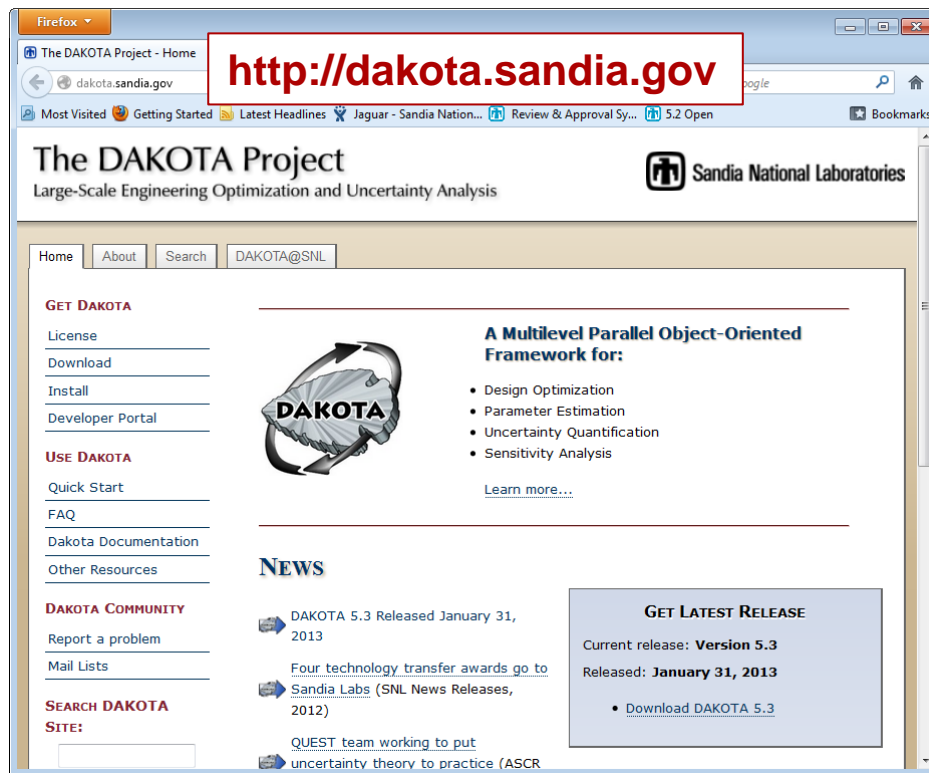 Firefox
The DAKOTA Project - Home
http://dakota.sandia.gov
dakota.sandia.gov
Most Visited Getting Started Latest Headlines Jaguar - Sandia Nation... Review & Approval Sy... 5.2 Open Bookmarks
The DAKOTA Project
Large-Scale Engineering Optimization and Uncertainty Analysis
Sandia National Laboratories
Home About Search DAKOTA@SNL
GET DAKOTA
License
Download
Install
Developer Portal
USE DAKOTA
Quick Start
FAQ
Dakota Documentation
Other Resources
DAKOTA COMMUNITY
Report a problem
Mail Lists
SEARCH DAKOTA
SITE:
DAKOTA
A Multilevel Parallel Object-Oriented
Framework for:
• Design Optimization
• Parameter Estimation
• Uncertainty Quantification
• Sensitivity Analysis
Learn more...
NEWS
DAKOTA 5.3 Released January 31,
2013
Four technology transfer awards go to
Sandia Labs (SNL News Releases,
2012)
QUEST team working to put
uncertainty theory to practice (ASCR
GET LATEST RELEASE
Current release: Version 5.3
Released: January 31, 2013
• Download DAKOTA 5.3